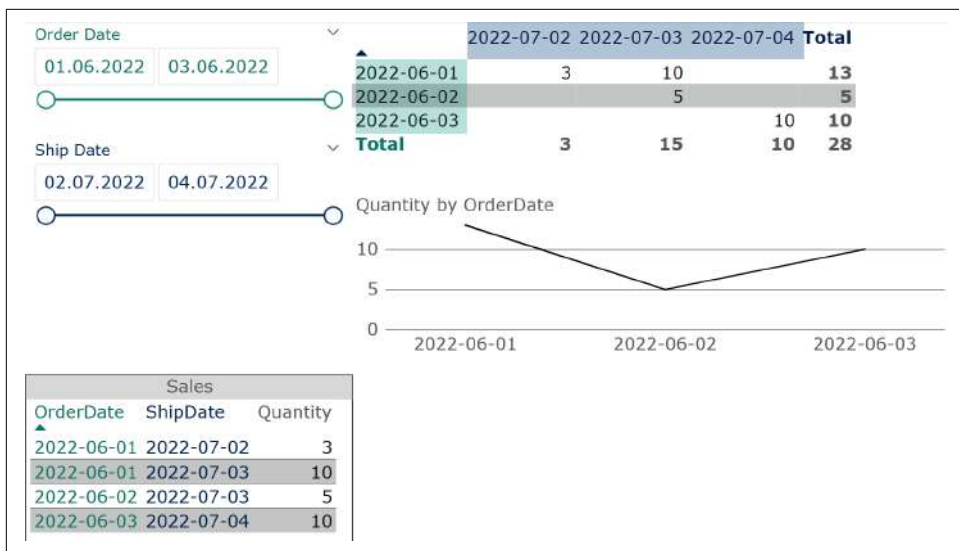 Order Date
01.06.2022 03.06.2022
Ship Date
02.07.2022 04.07.2022
2022-07-02 2022-07-03 2022-07-04 Total
2022-06-01 3 10 13
2022-06-02 5 5
2022-06-03 10 10
Total 3 15 10 28
Quantity by OrderDate
10
5
0
2022-06-01 2022-06-02 2022-06-03
Sales
OrderDate ShipDate Quantity
2022-06-01 2022-07-02 3
2022-06-01 2022-07-03 10
2022-06-02 2022-07-03 5
2022-06-03 2022-07-04 10